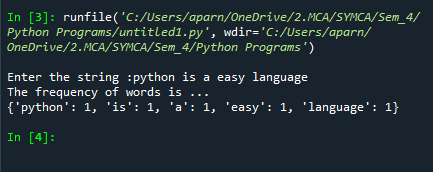 In [3]: runfile('C:/Users/aparn/OneDrive/2.MCA/SYMCA/Sem_4/
Python Programs/untitled1.py', wdir='C:/Users/aparn/
OneDrive/2.MCA/SYMCA/Sem_4/Python Programs')
Enter the string :python is a easy language
The frequency of words is ...
{'python': 1, 'is': 1, 'a': 1, 'easy': 1, 'language': 1}
In [4]: